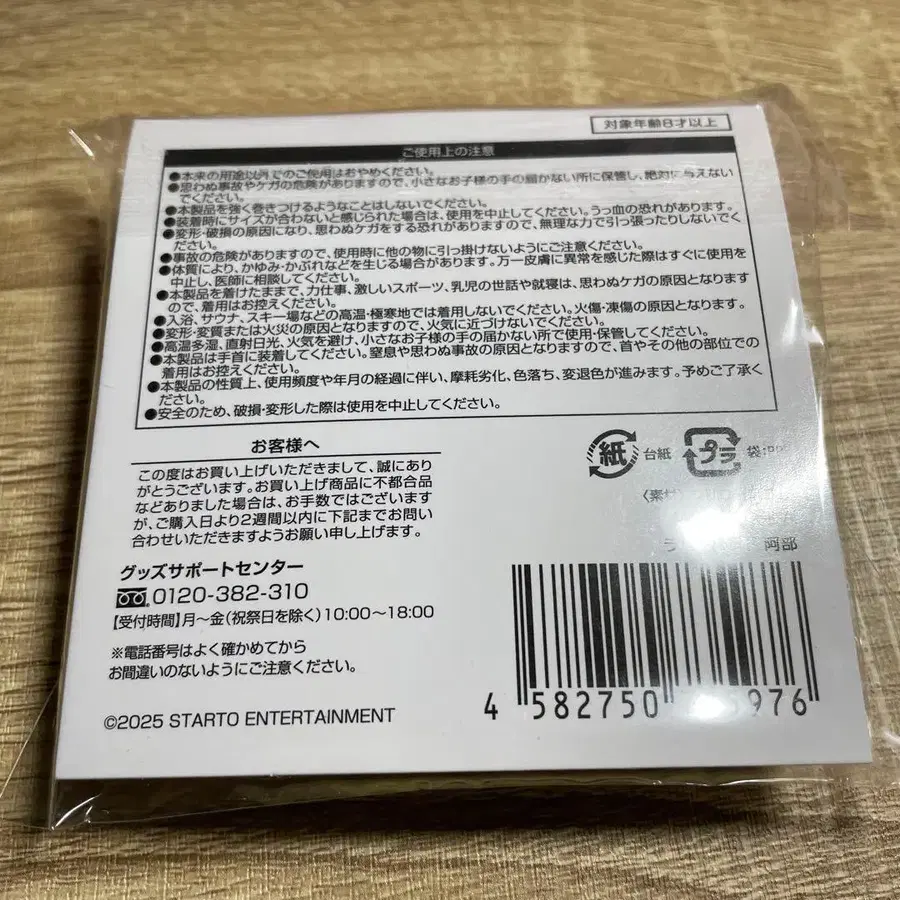 対象年齢8才以上
ご使用上の注意
●本来の用途以外でのご使用はおやめください。
●思わぬ事故やケガの危険がありますので、小さなお子様の手の届かない所に保管し、絶対に与えない
でください。
●本製品を強く巻きつけるようなことはしないでください。
●装着時にサイズが合わないと感じられた場合は、使用を中止してください。うっ血の恐れがあります。
●変形・破損の原因になり、思わぬケガをする恐れがありますので、無理な力で引っ張ったりしないでく
ださい。
●事故の危険がありますので、使用時に他の物に引っ掛けないようにご注意ください。
●体質により、かゆみ・かぶれなどを生じる場合があります。万一皮膚に異常を感じた際はすぐに使用を
中止し、医師に相談してください。
●本製品を着けたままで、力仕事、激しいスポーツ、乳児の世話や就寝は、思わぬケガの原因となります
ので、着用はお控えください。
●入浴、サウナ、スキー場などの高温・極寒地では着用しないでください。火傷・凍傷の原因となります。
●変形・変質または火災の原因となりますので、火気に近づけないでください。
●高温多湿、直射日光、火気を避け、小さなお子様の手の届かない所で使用・保管してください。
●本製品は手首に装着してください。窒息や思わぬ事故の原因となりますので、首やその他の部位での
着用はお控えください。
●本製品の性質上、使用頻度や年月の経過に伴い、摩耗劣化、色落ち、変退色が進みます。予めご了承く
ださい。
●安全のため、破損・変形した際は使用を中止してください。
お客様へ
この度はお買い上げいただきまして、誠にあり
がとうございます。お買い上げ商品に不都合品
などありました場合は、お手数ではございます
が、ご購入日より2週間以内に下記までお問い
合わせいただきますようお願い申し上げます。
グッズサポートセンター
0120-382-310
【受付時間】月〜金(祝祭日を除く)10:00〜18:00
※電話番号はよく確かめてから
お間違いのないようにご注意ください。
©2025 STARTO ENTERTAINMENT
紙 台紙 プラ 袋:
〈素材
阿部
4 582750 976